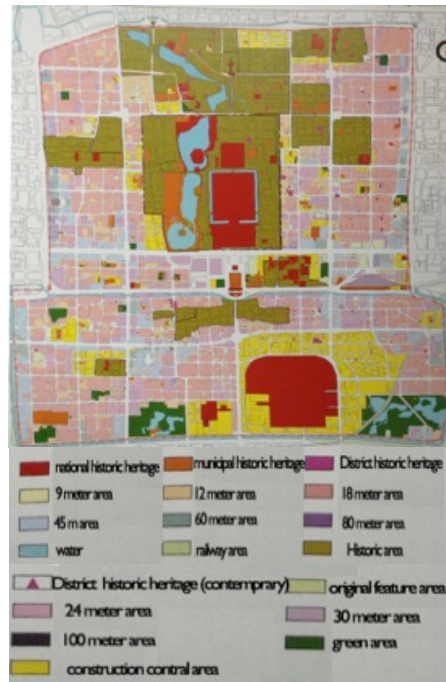 national historic heritage municipal historic heritage District historic heritage
9 meter area 12 meter area 18 meter area
45 m area 60 meter area 80 meter area
water railway area Historic area
District historic heritage (contemprary) original feature area
24 meter area 30 meter area
100 meter area green area
construction contral area